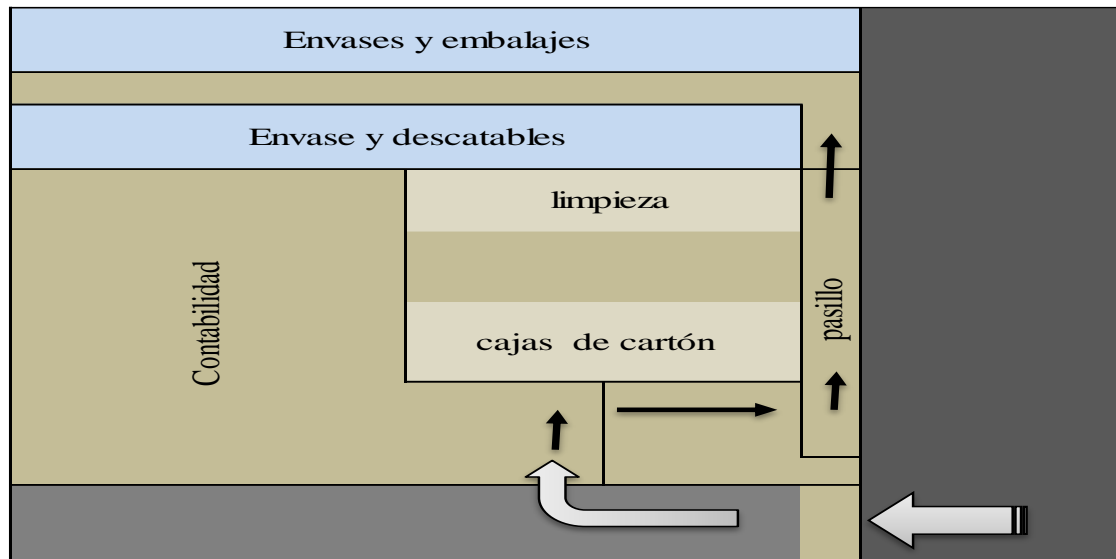 Envases y embalajes
Envase y descatables
limpieza
Contabilidad
pasillo
cajas de cartón